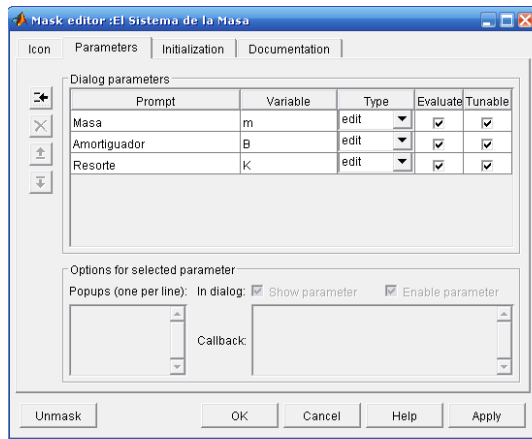 Mask editor :El Sistema de la Masa
Icon Parameters Initialization Documentation
Dialog parameters
Prompt Variable Type Evaluate Tunable
Masa m edit
Amortiguador B edit
Resorte K edit
Options for selected parameter
Popups (one per line): In dialog: Show parameter Enable parameter
Callback:
Unmask OK Cancel Help Apply